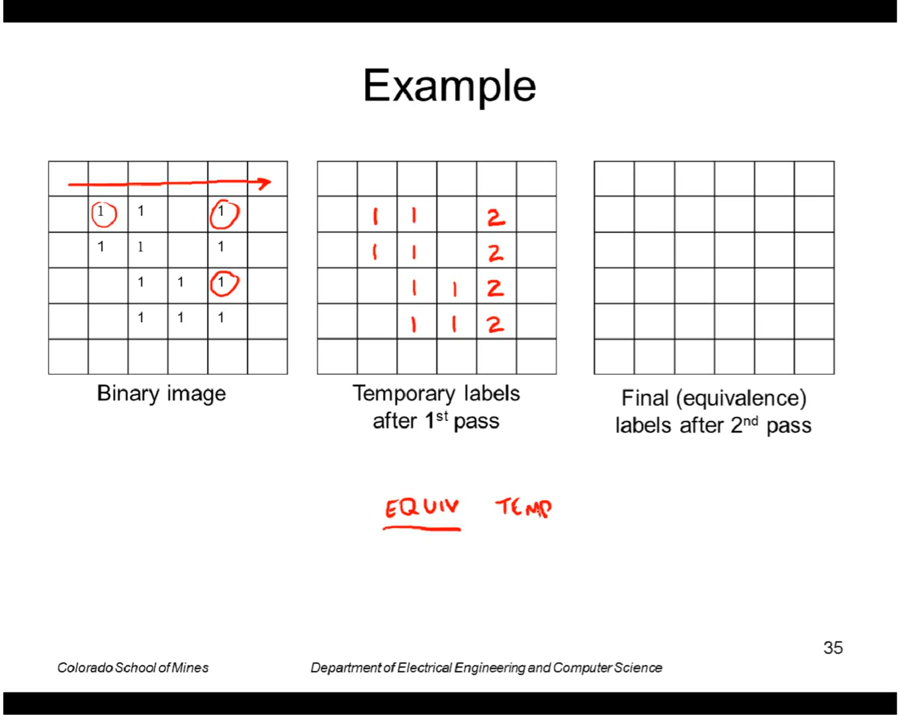 Example
1 1 1
1 1 1
1 1 1
1 1 1
1 1 2
1 1 2
1 1 2
1 1 2
Binary image
Temporary labels
after 1st pass
Final (equivalence)
labels after 2nd pass
EQUIV TEMP
35
Colorado School of Mines
Department of Electrical Engineering and Computer Science